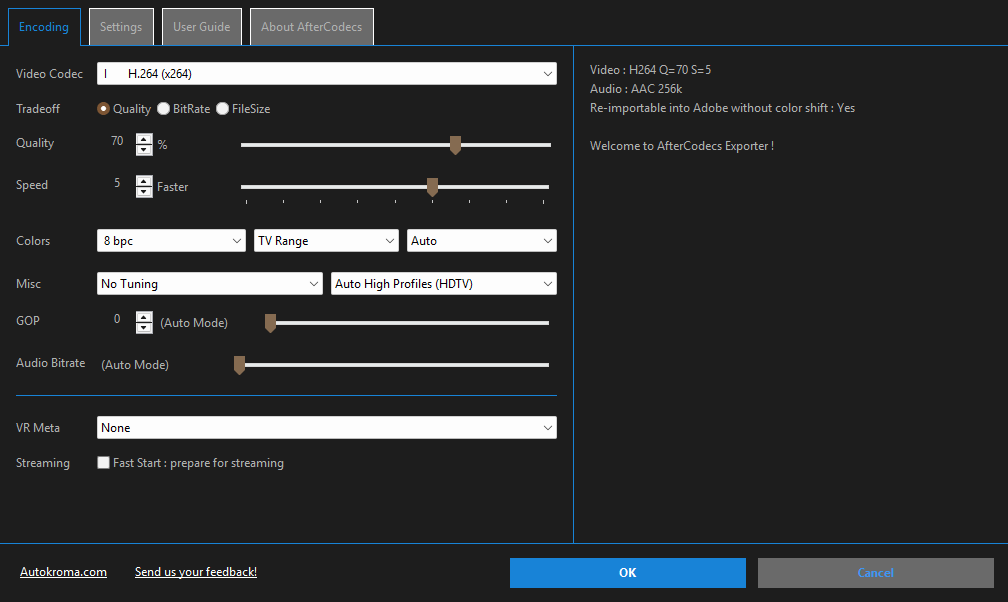 Encoding Settings User Guide About AfterCodecs
Video Codec I H.264 (x264)
Tradeoff Quality BitRate FileSize
Quality 70 %
Speed 5 Faster
Colors 8 bpc TV Range Auto
Misc No Tuning Auto High Profiles (HDTV)
GOP 0 (Auto Mode)
Audio Bitrate (Auto Mode)
VR Meta None
Streaming Fast Start : prepare for streaming
Video : H264 Q=70 S=5
Audio : AAC 256k
Re-importable into Adobe without color shift : Yes
Welcome to AfterCodecs Exporter !
Autokroma.com Send us your feedback! OK Cancel